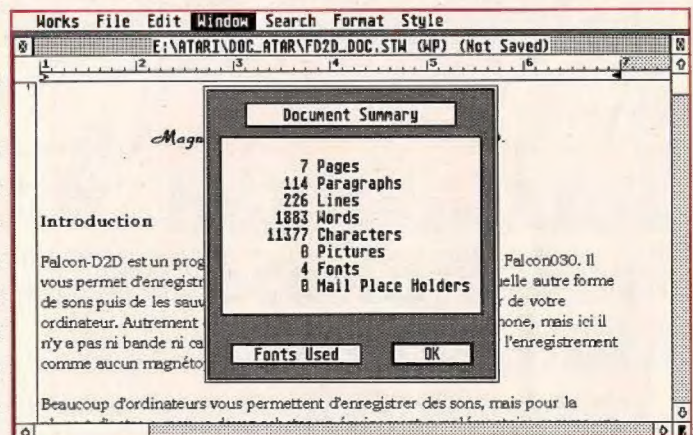 Works File Edit Window Search Format Style
E:\ATARI\DOC_ATAR\FD2D_DOC.STW (WP) (Not Saved)
1 2 3 4 5 6 7
Document Summary
7 Pages
114 Paragraphs
226 Lines
1883 Words
11377 Characters
0 Pictures
4 Fonts
0 Mail Place Holders
Fonts Used OK
Magn
Introduction
Falcon-D2D est un prog Falcon030. Il
vous permet d'enregistr uelle autre forme
de sons puis de les sauv r de votre
ordinateur. Autrement hone, mais ici il
n'y a pas ni bande ni ca l'enregistrement
comme aucun magnéto
Beaucoup d'ordinateurs vous permettent d'enregistrer des sons, mais pour la